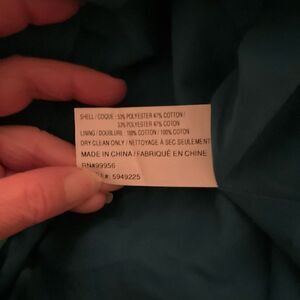 SHELL / COQUE : 53% POLYESTER 47% COTTON /
53% POLYESTER 47% COTON
LINING / DOUBLURE : 100% COTTON / 100% COTON
DRY CLEAN ONLY / NETTOYAGE À SEC SEULEMENT
MADE IN CHINA / FABRIQUÉ EN CHINE
RN#99956
#: 5949225